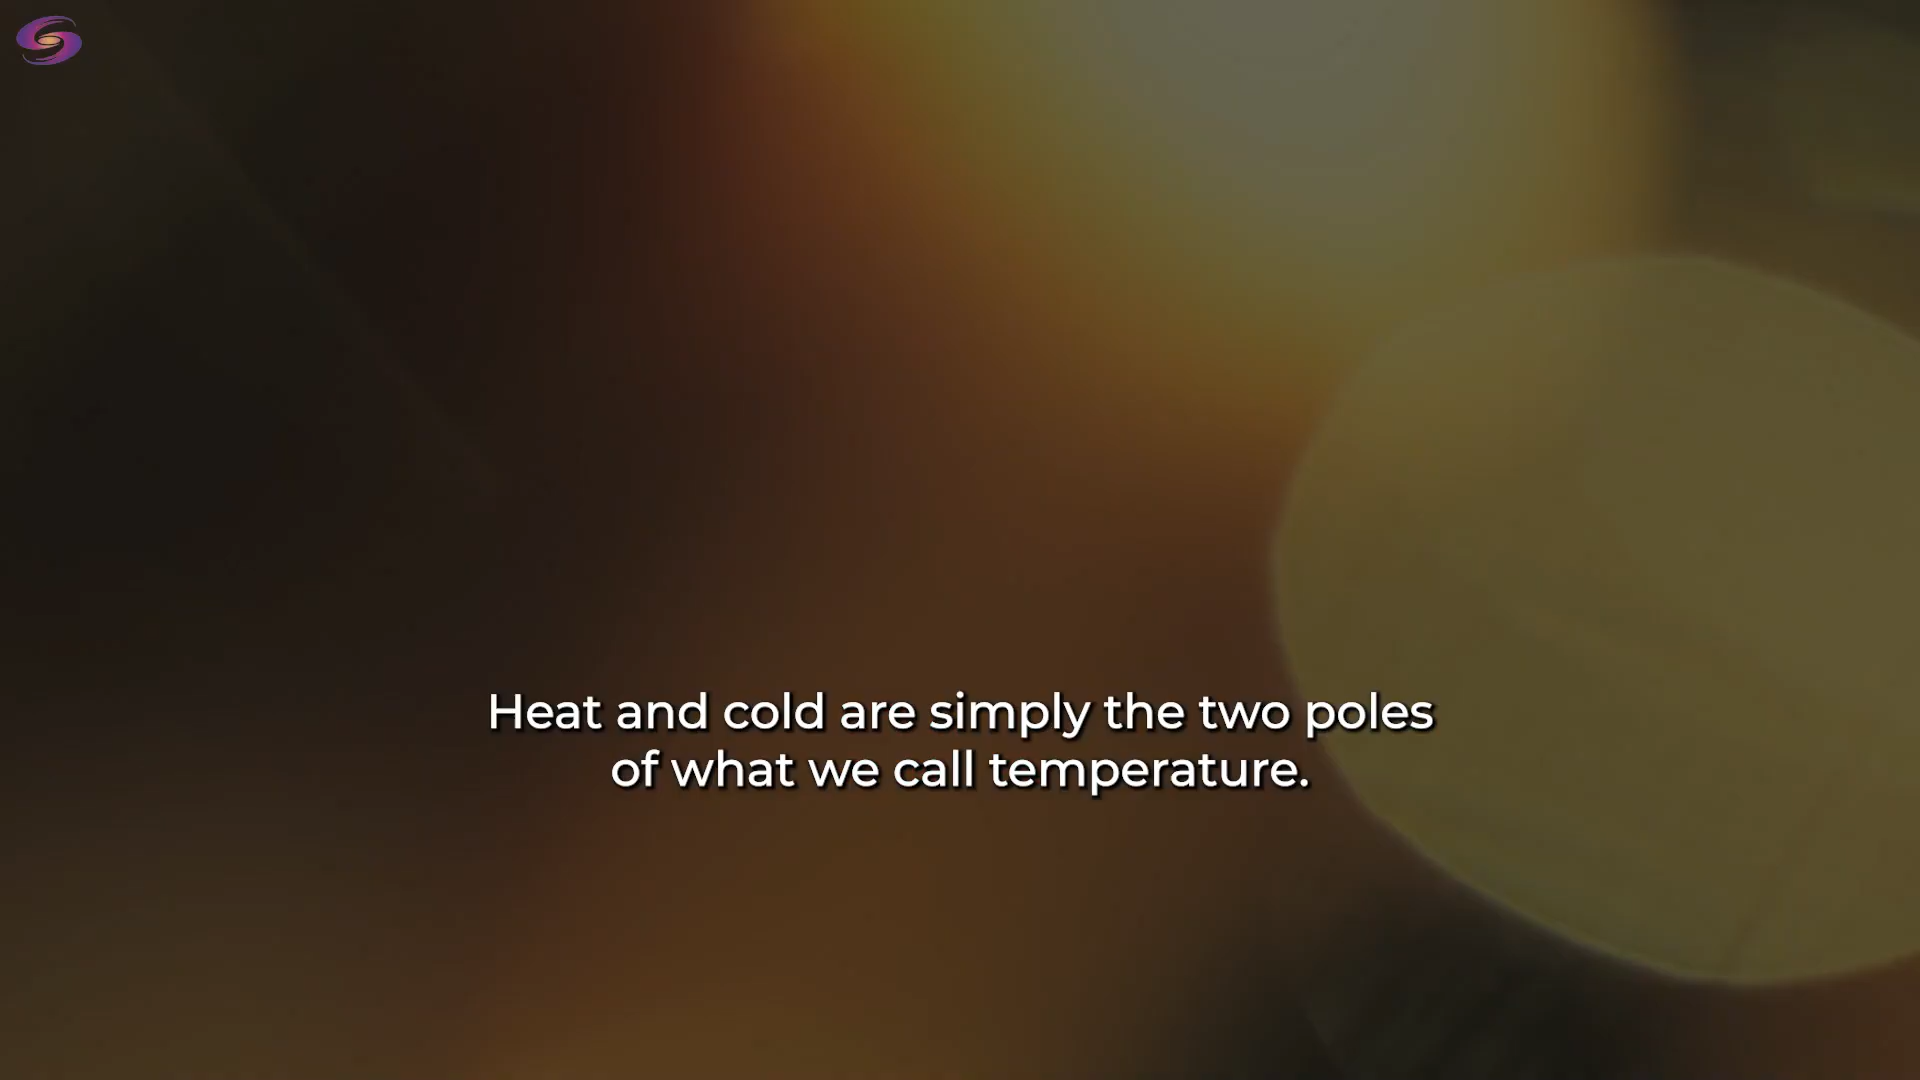 Heat and cold are simply the two poles
of what we call temperature.